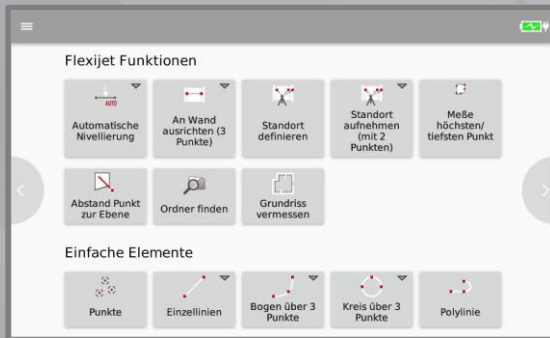 Flexijet Funktionen
AUTO
Automatische
Nivellierung
An Wand
ausrichten (3
Punkte)
Standort
definieren
Standort
aufnehmen
(mit 2
Punkten)
Meße
höchsten/
tiefsten Punkt
Abstand Punkt
zur Ebene
Ordner finden
Grundriss
vermessen
Einfache Elemente
Punkte
Einzellinien
Bogen über 3
Punkte
Kreis über 3
Punkte
Polylinie